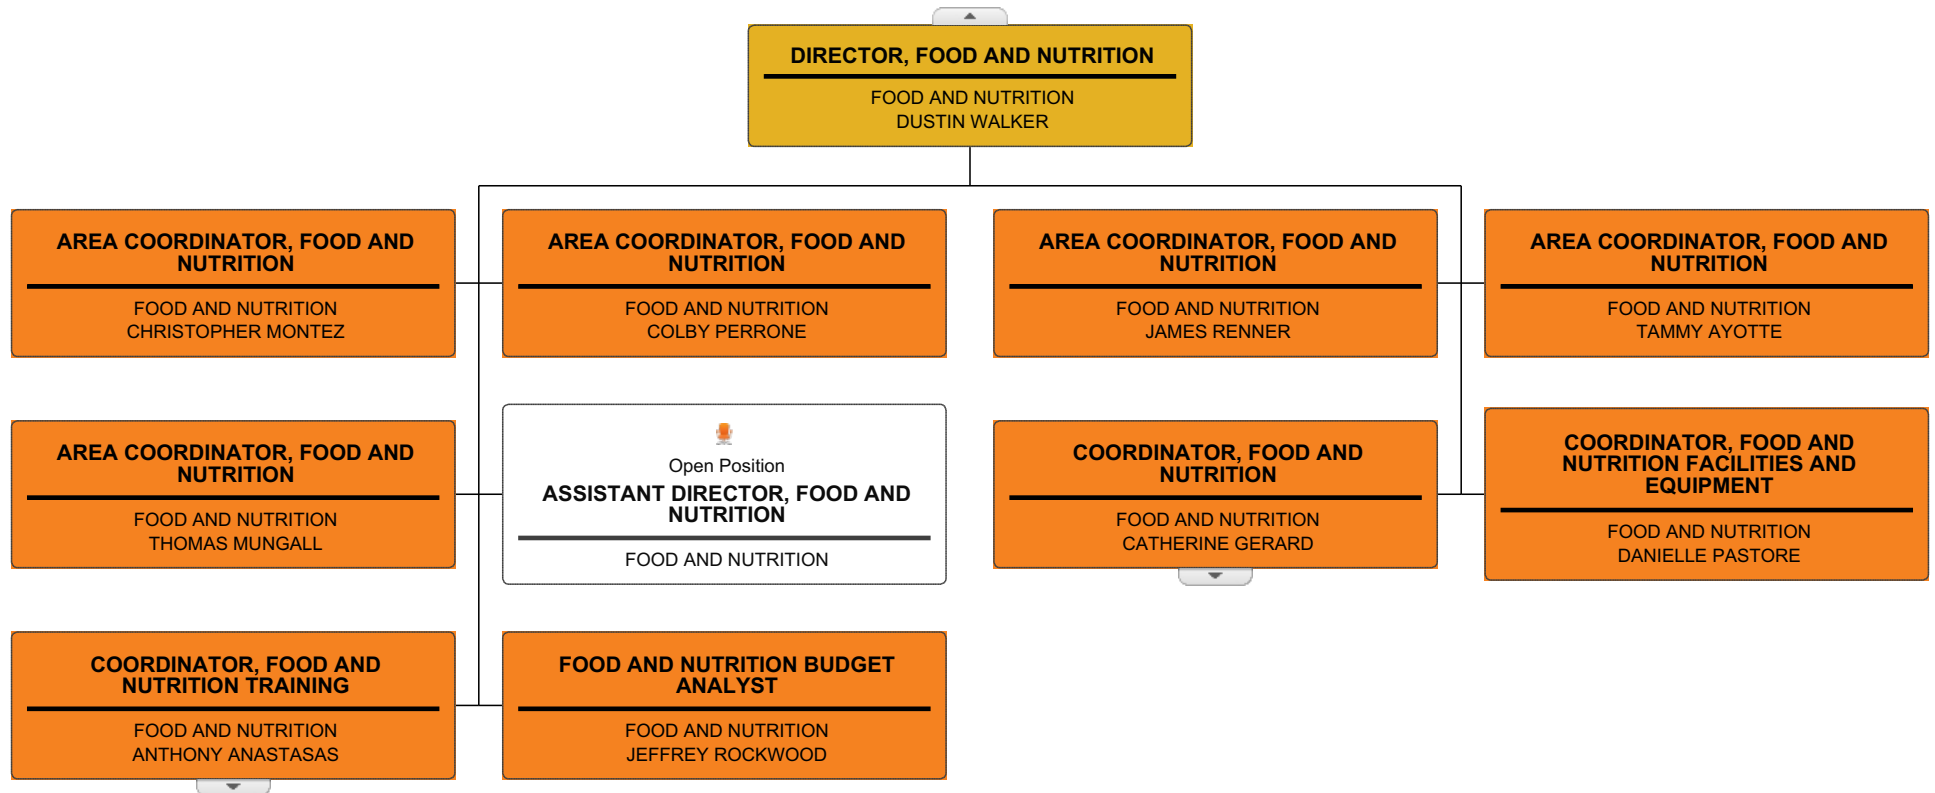 DIRECTOR, FOOD AND NUTRITION
FOOD AND NUTRITION
DUSTIN WALKER
AREA COORDINATOR, FOOD AND
NUTRITION
FOOD AND NUTRITION
CHRISTOPHER MONTEZ
AREA COORDINATOR, FOOD AND
NUTRITION
FOOD AND NUTRITION
COLBY PERRONE
AREA COORDINATOR, FOOD AND
NUTRITION
FOOD AND NUTRITION
JAMES RENNER
AREA COORDINATOR, FOOD AND
NUTRITION
FOOD AND NUTRITION
TAMMY AYOTTE
AREA COORDINATOR, FOOD AND
NUTRITION
FOOD AND NUTRITION
THOMAS MUNGALL
Open Position
ASSISTANT DIRECTOR, FOOD AND
NUTRITION
FOOD AND NUTRITION
COORDINATOR, FOOD AND
NUTRITION
FOOD AND NUTRITION
CATHERINE GERARD
COORDINATOR, FOOD AND
NUTRITION FACILITIES AND
EQUIPMENT
FOOD AND NUTRITION
DANIELLE PASTORE
COORDINATOR, FOOD AND
NUTRITION TRAINING
FOOD AND NUTRITION
ANTHONY ANASTASAS
FOOD AND NUTRITION BUDGET
ANALYST
FOOD AND NUTRITION
JEFFREY ROCKWOOD